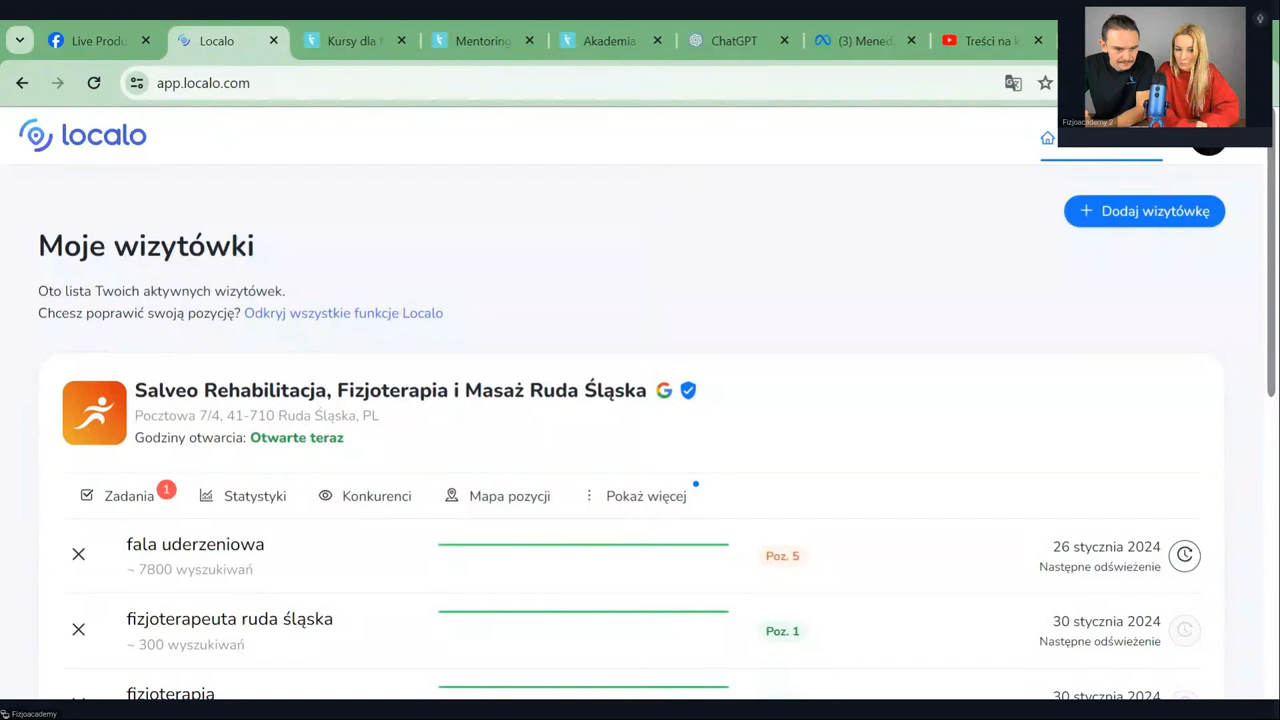 Live Produ
Localo
Kursy dla f
Mentoring
Akademia
ChatGPT
(3) Mened
Treści na k
app.localo.com
Fizjoacademy 2
localo
Dodaj wizytówkę
Moje wizytówki
Oto lista Twoich aktywnych wizytówek.
Chcesz poprawić swoją pozycję? Odkryj wszystkie funkcje Localo
Salveo Rehabilitacja, Fizjoterapia i Masaż Ruda Śląska
Pocztowa 7/4, 41-710 Ruda Śląska, PL
Godziny otwarcia: Otwarte teraz
Zadania 1 Statystyki Konkurenci Mapa pozycji Pokaż więcej
fala uderzeniowa
~ 7800 wyszukiwań
Poz. 5
26 stycznia 2024
Następne odświeżenie
fizjoterapeuta ruda śląska
~ 300 wyszukiwań
Poz. 1
30 stycznia 2024
Następne odświeżenie
fizjoterapia
30 stycznia 2024
Fizjoacademy